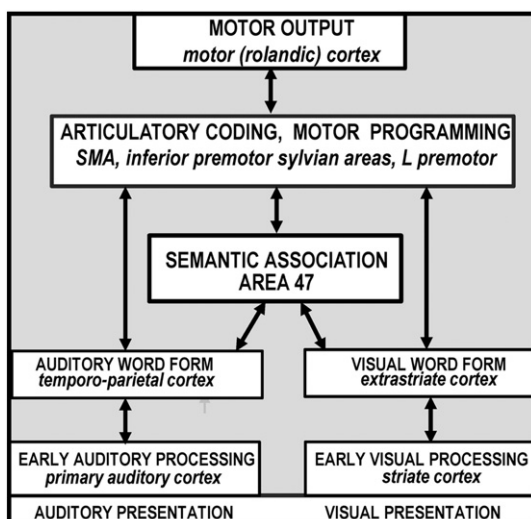 MOTOR OUTPUT
motor (rolandic) cortex
ARTICULATORY CODING, MOTOR PROGRAMMING
SMA, inferior premotor sylvian areas, L premotor
SEMANTIC ASSOCIATION
AREA 47
AUDITORY WORD FORM
temporo-parietal cortex
VISUAL WORD FORM
extrastriate cortex
EARLY AUDITORY PROCESSING
primary auditory cortex
EARLY VISUAL PROCESSING
striate cortex
AUDITORY PRESENTATION
VISUAL PRESENTATION